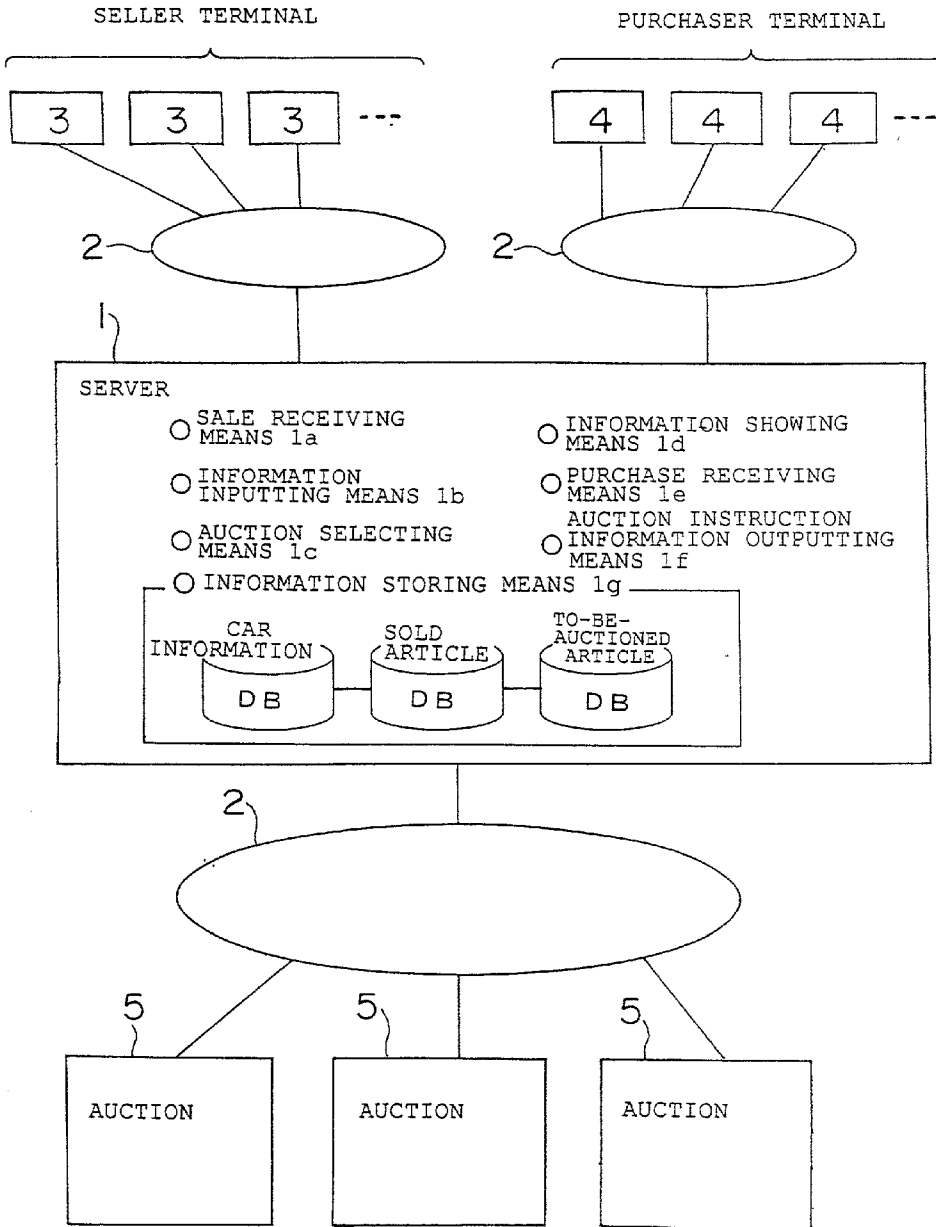 SELLER TERMINAL
PURCHASER TERMINAL
3 3 3 ---
4 4 4 ---
2
2
1
SERVER
SALE RECEIVING
MEANS 1a
INFORMATION
INPUTTING MEANS 1b
AUCTION SELECTING
MEANS 1c
INFORMATION SHOWING
MEANS 1d
PURCHASE RECEIVING
MEANS 1e
AUCTION INSTRUCTION
INFORMATION OUTPUTTING
MEANS 1f
INFORMATION STORING MEANS 1g
CAR
INFORMATION
DB
SOLD
ARTICLE
DB
TO-BE-
AUCTIONED
ARTICLE
DB
2
5
AUCTION
5
AUCTION
5
AUCTION